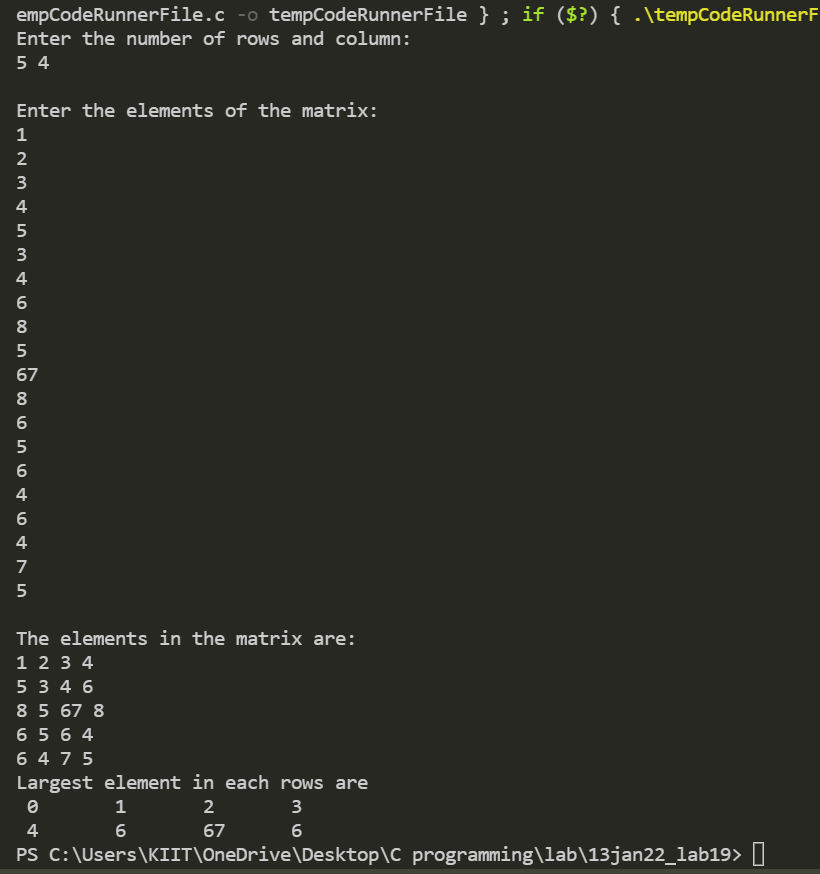 empCodeRunnerFile.c -o tempCodeRunnerFile } ; if ($?) { .\tempCodeRunnerF
Enter the number of rows and column:
5 4
Enter the elements of the matrix:
1
2
3
4
5
3
4
6
8
5
67
8
6
5
6
4
6
4
7
5
The elements in the matrix are:
1 2 3 4
5 3 4 6
8 5 67 8
6 5 6 4
6 4 7 5
Largest element in each rows are
0 1 2 3
4 6 67 6
PS C:\Users\KIIT\OneDrive\Desktop\C programming\lab\13jan22_lab19>